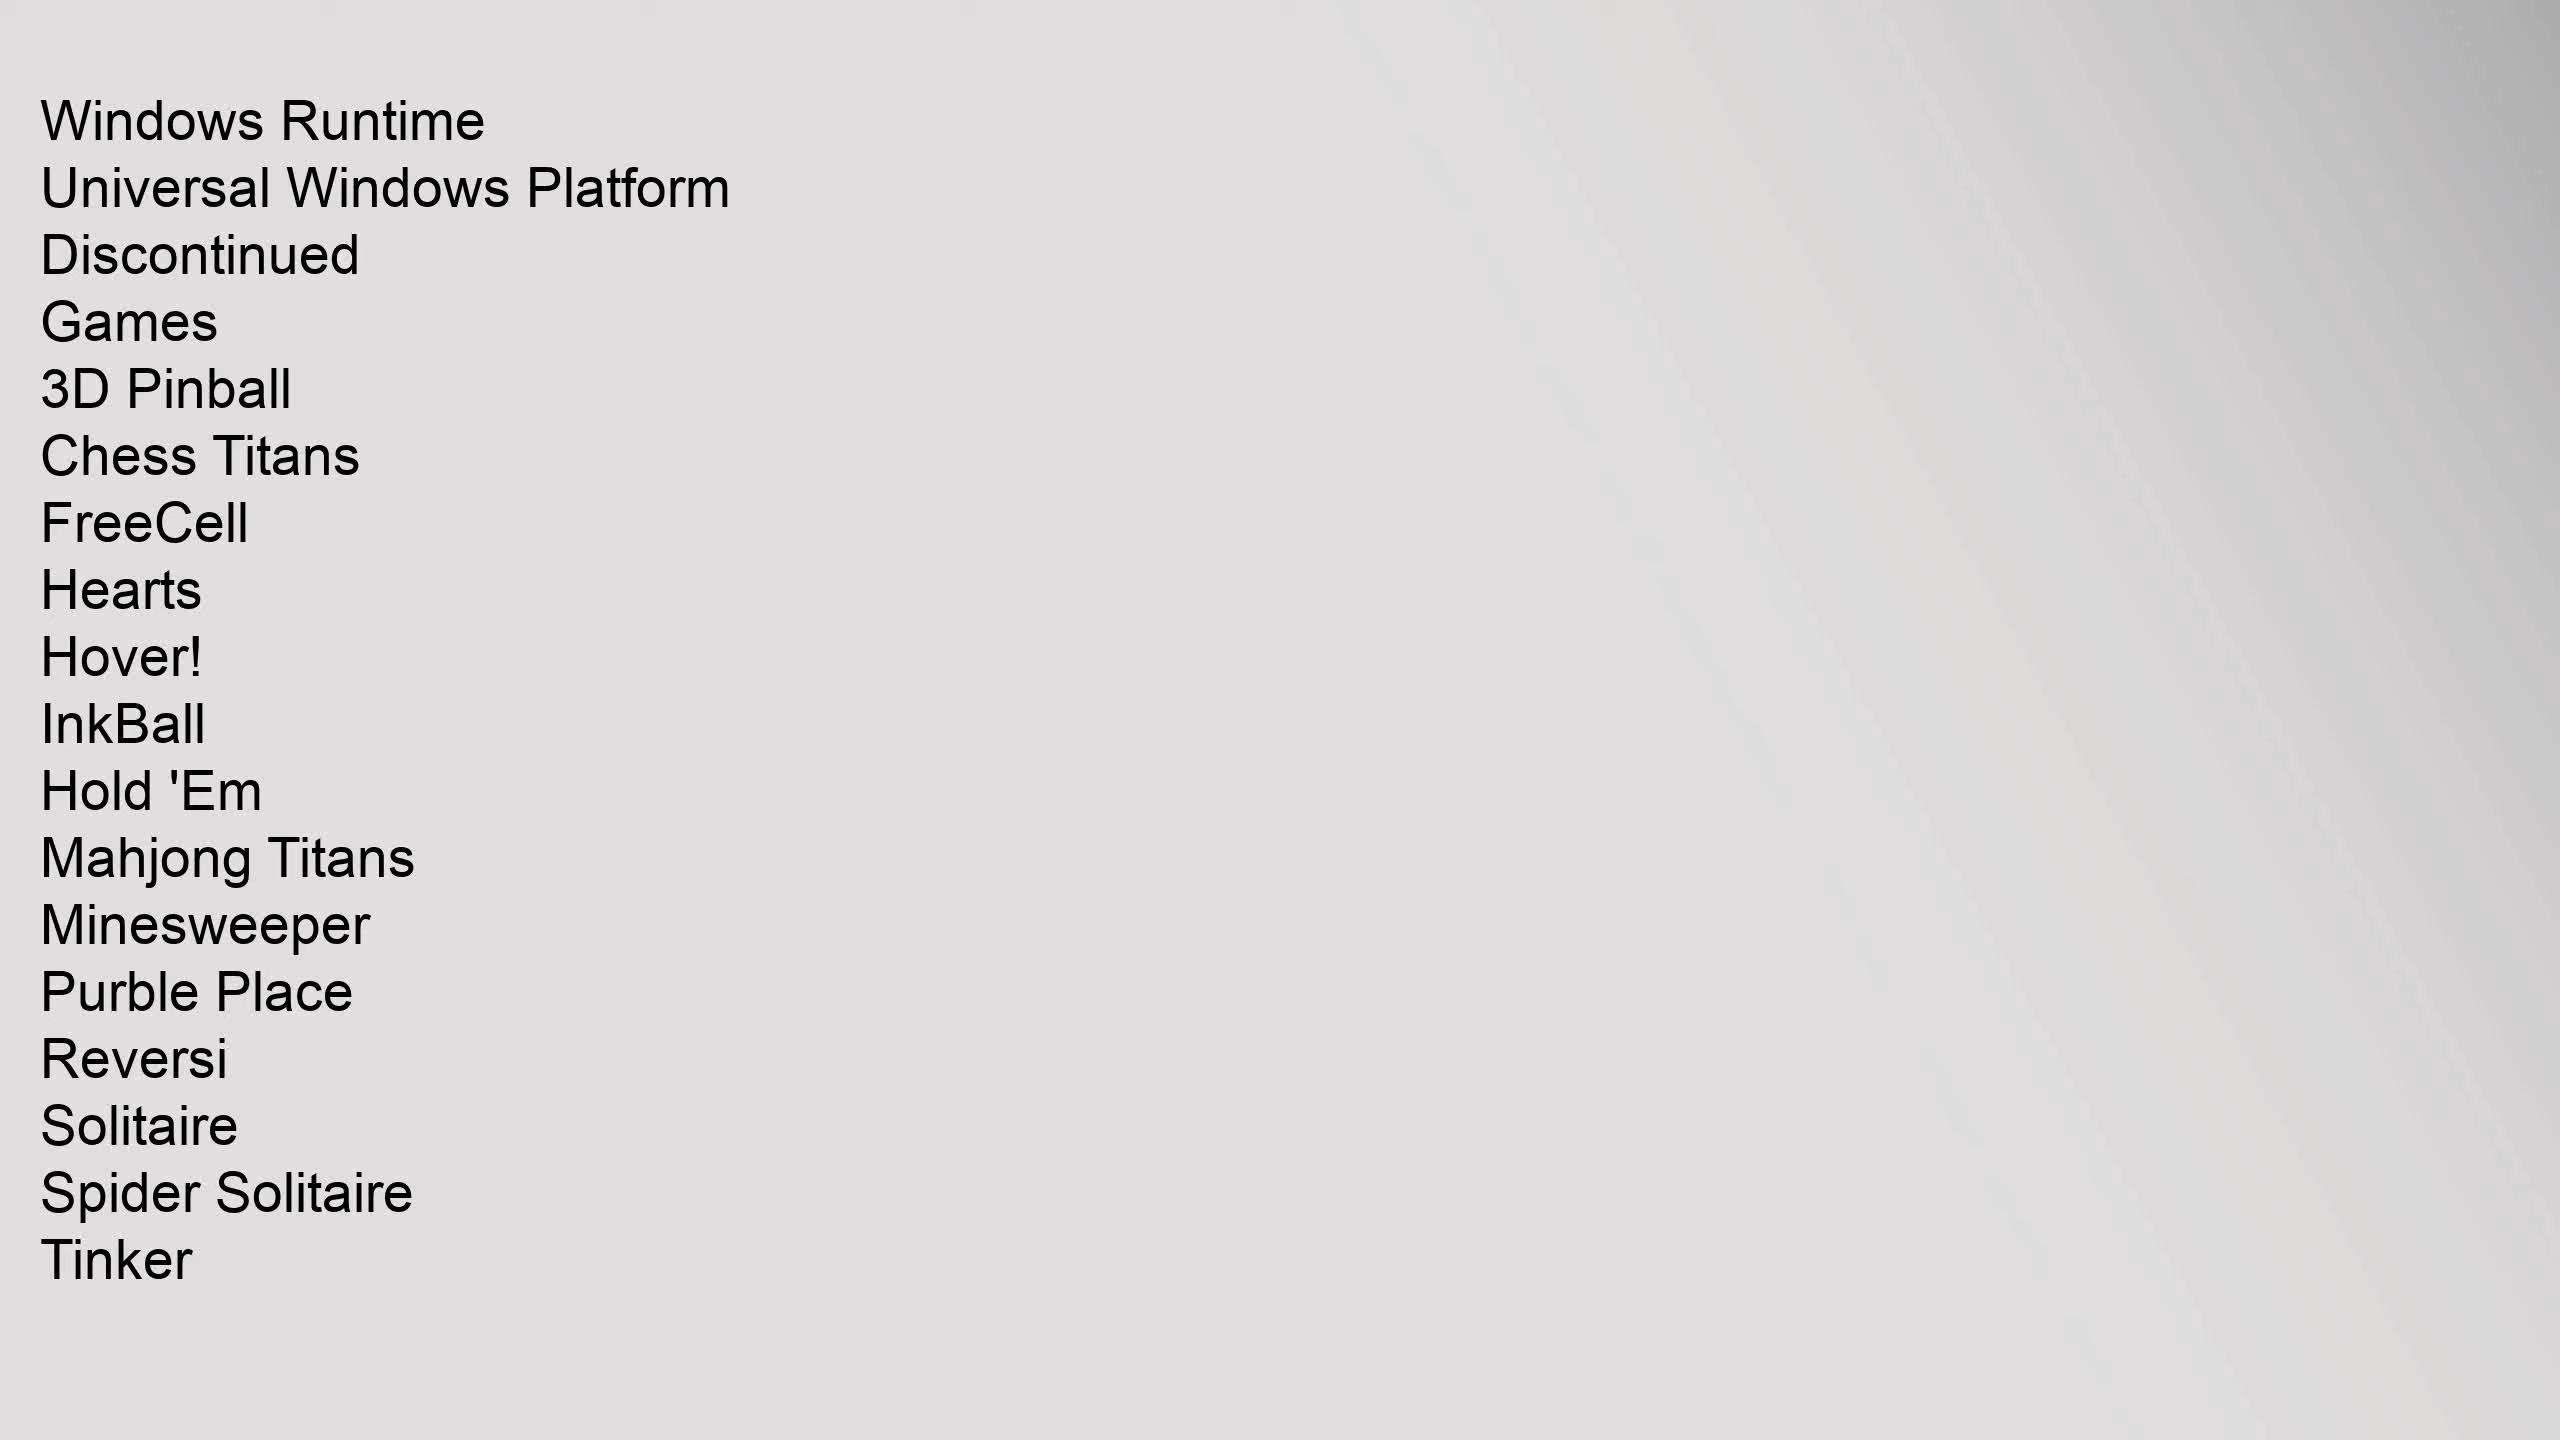 Windows Runtime
Universal Windows Platform
Discontinued
Games
3D Pinball
Chess Titans
FreeCell
Hearts
Hover!
InkBall
Hold 'Em
Mahjong Titans
Minesweeper
Purble Place
Reversi
Solitaire
Spider Solitaire
Tinker